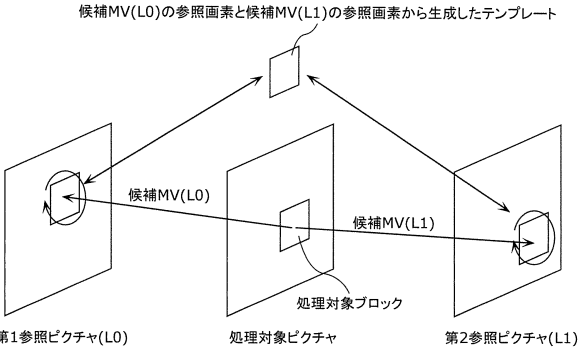 候補MV(L0)の参照画素と候補MV(L1)の参照画素から生成したテンプレート
候補MV(L0)
候補MV(L1)
処理対象ブロック
第1参照ピクチャ(L0)
処理対象ピクチャ
第2参照ピクチャ(L1)